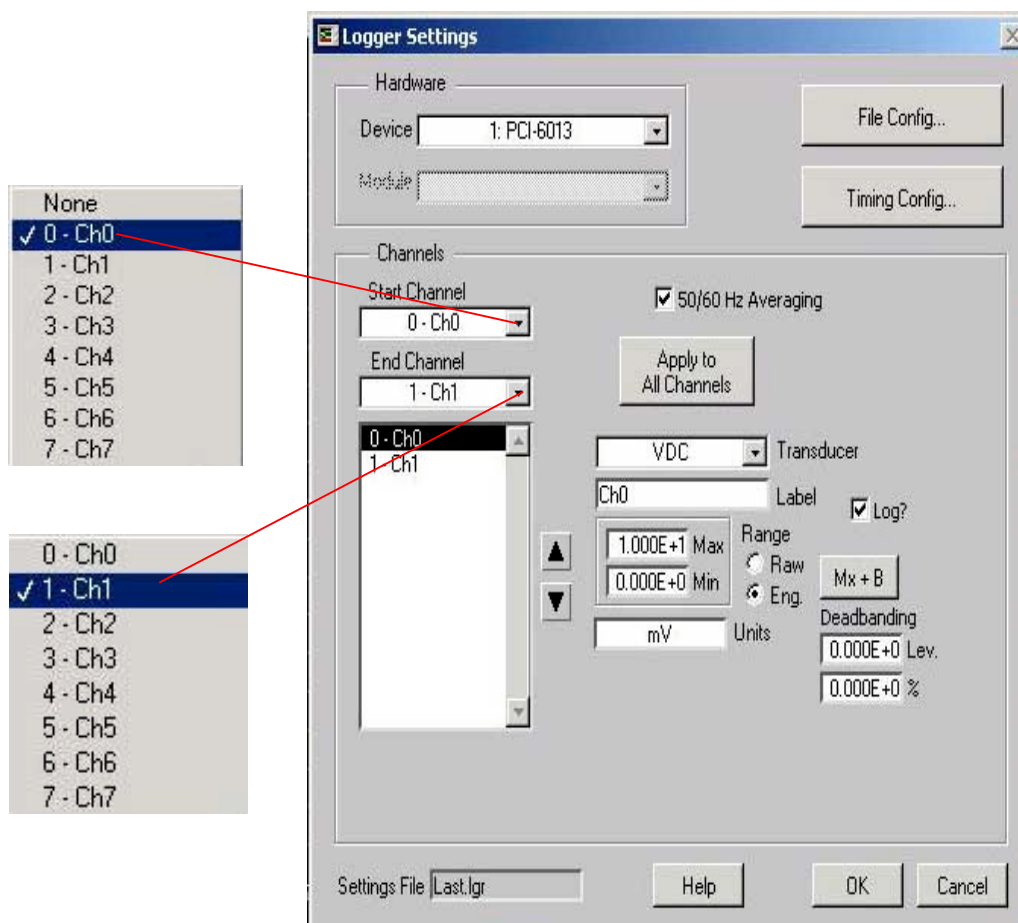 Logger Settings
Hardware
Device 1: PCI-6013
Module
File Config...
Timing Config...
None
✓ 0 - Ch0
1 - Ch1
2 - Ch2
3 - Ch3
4 - Ch4
5 - Ch5
6 - Ch6
7 - Ch7
0 - Ch0
✓ 1 - Ch1
2 - Ch2
3 - Ch3
4 - Ch4
5 - Ch5
6 - Ch6
7 - Ch7
Channels
Start Channel
0 - Ch0
End Channel
1 - Ch1
0 - Ch0
1 - Ch1
50/60 Hz Averaging
Apply to
All Channels
VDC Transducer
Ch0 Label
Log?
1.000E+1 Max
0.000E+0 Min
Range
Raw
Eng.
mV Units
Mx + B
Deadbanding
0.000E+0 Lev.
0.000E+0 %
Settings File Last.lgr
Help
OK
Cancel